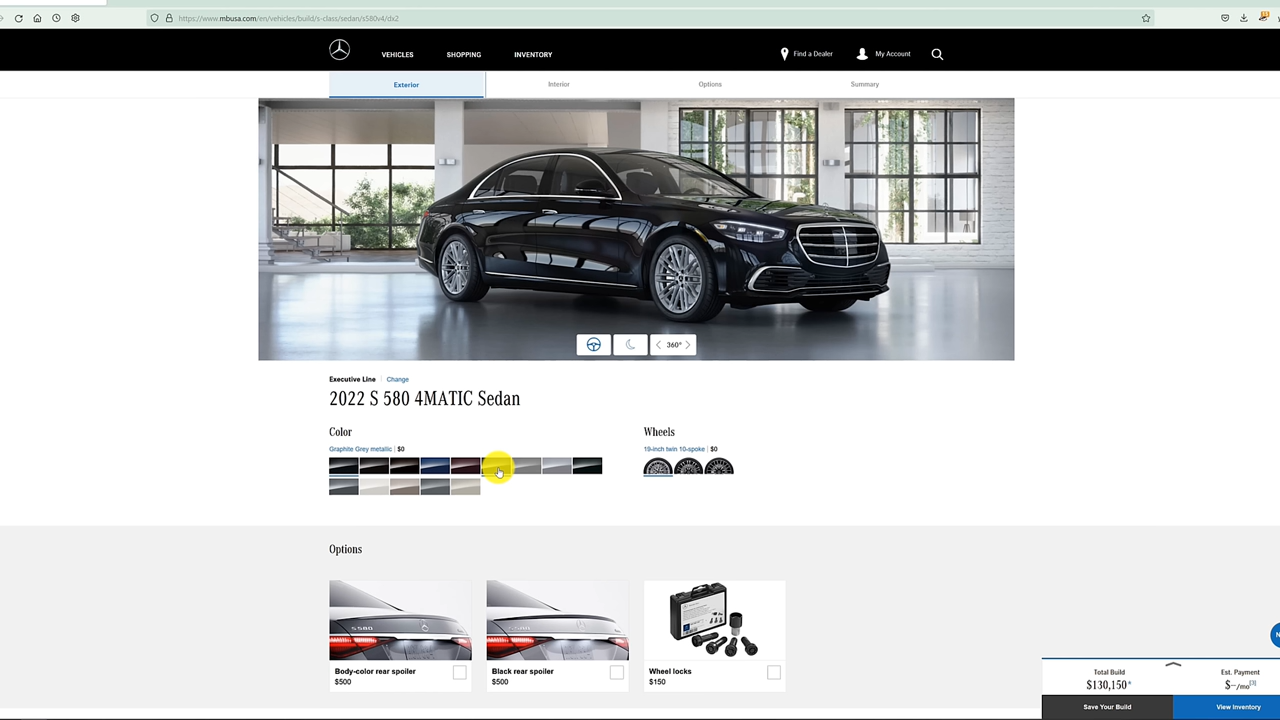 https://www.mbusa.com/en/vehicles/build/s-class/sedan/s580v4/dx2
VEHICLES SHOPPING INVENTORY Find a Dealer My Account
Exterior Interior Options Summary
360°
Executive Line | Change
2022 S 580 4MATIC Sedan
Color Wheels
Graphite Grey metallic | $0 19-inch twin 10-spoke | $0
Options
S580
Body-color rear spoiler Black rear spoiler Wheel locks
$500 $500 $150
Total Build Est. Payment
$130,150* $--/mo[3]
Save Your Build View Inventory